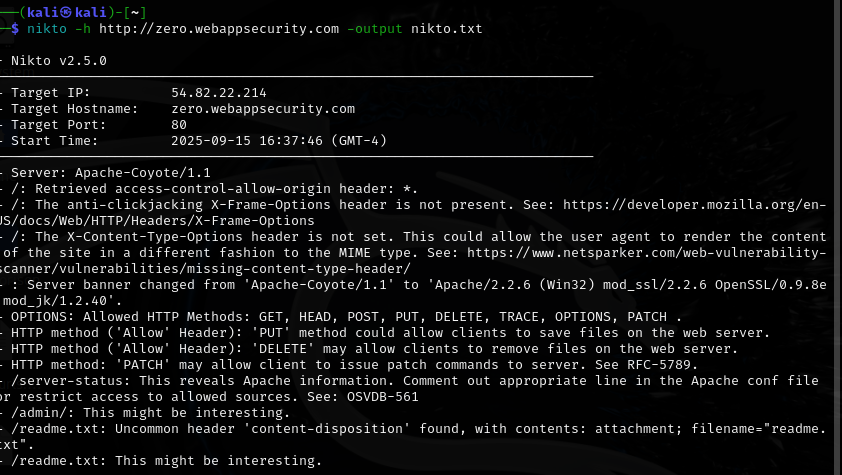 ──(kali㉿kali)-[~]
─$ nikto -h http://zero.webappsecurity.com -output nikto.txt
- Nikto v2.5.0
- Target IP: 54.82.22.214
- Target Hostname: zero.webappsecurity.com
- Target Port: 80
- Start Time: 2025-09-15 16:37:46 (GMT-4)
- Server: Apache-Coyote/1.1
- /: Retrieved access-control-allow-origin header: *.
- /: The anti-clickjacking X-Frame-Options header is not present. See: https://developer.mozilla.org/en-
US/docs/Web/HTTP/Headers/X-Frame-Options
- /: The X-Content-Type-Options header is not set. This could allow the user agent to render the content
of the site in a different fashion to the MIME type. See: https://www.netsparker.com/web-vulnerability-
scanner/vulnerabilities/missing-content-type-header/
- : Server banner changed from 'Apache-Coyote/1.1' to 'Apache/2.2.6 (Win32) mod_ssl/2.2.6 OpenSSL/0.9.8e
mod_jk/1.2.40'.
- OPTIONS: Allowed HTTP Methods: GET, HEAD, POST, PUT, DELETE, TRACE, OPTIONS, PATCH .
- HTTP method ('Allow' Header): 'PUT' method could allow clients to save files on the web server.
- HTTP method ('Allow' Header): 'DELETE' may allow clients to remove files on the web server.
- HTTP method: 'PATCH' may allow client to issue patch commands to server. See RFC-5789.
- /server-status: This reveals Apache information. Comment out appropriate line in the Apache conf file
or restrict access to allowed sources. See: OSVDB-561
- /admin/: This might be interesting.
- /readme.txt: Uncommon header 'content-disposition' found, with contents: attachment; filename="readme.
txt".
- /readme.txt: This might be interesting.